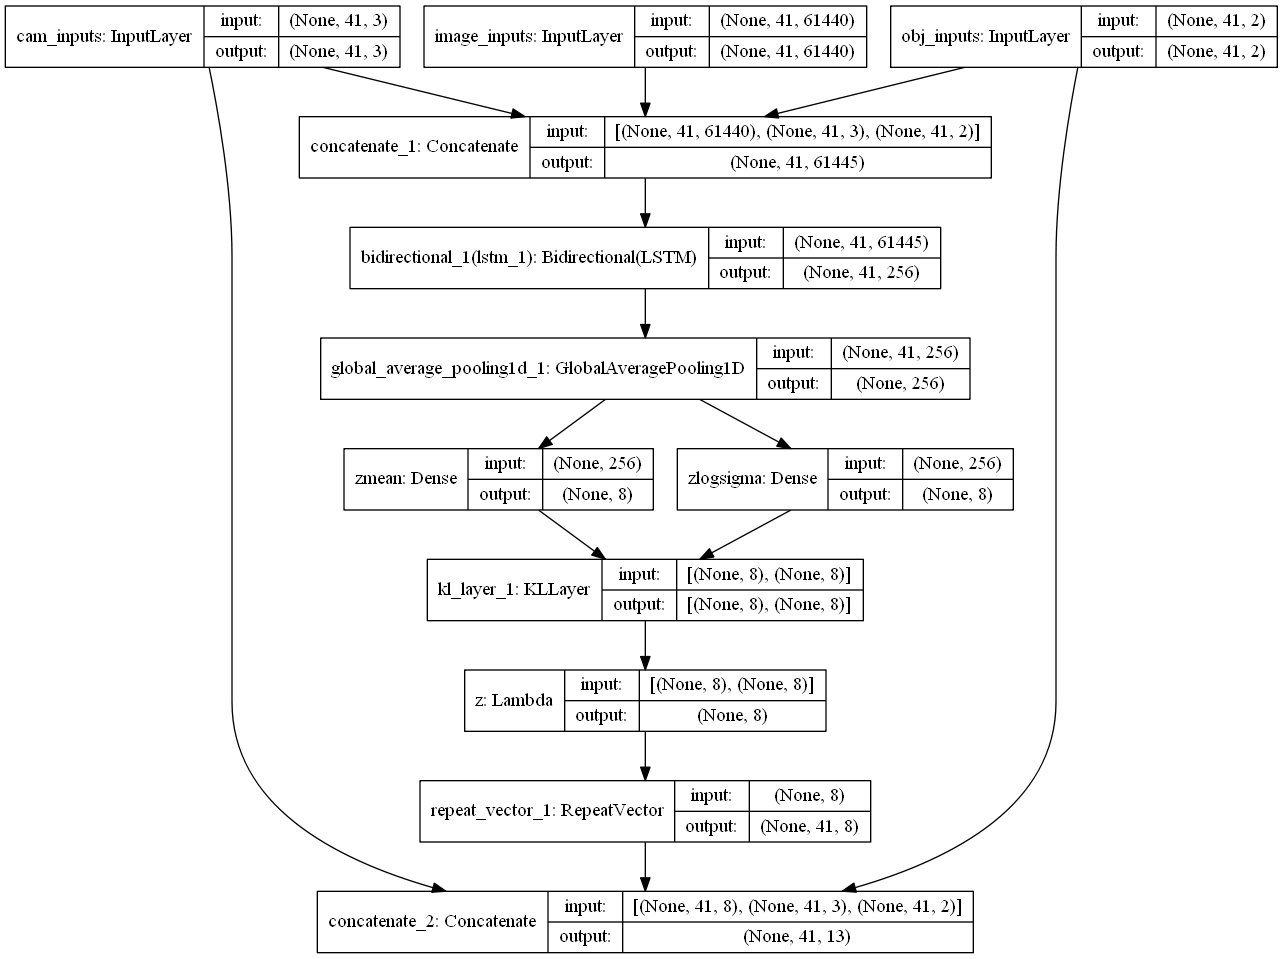 cam_inputs: InputLayer
input:
(None, 41, 3)
output:
(None, 41, 3)
image_inputs: InputLayer
input:
(None, 41, 61440)
output:
(None, 41, 61440)
obj_inputs: InputLayer
input:
(None, 41, 2)
output:
(None, 41, 2)
concatenate_1: Concatenate
input:
[(None, 41, 61440), (None, 41, 3), (None, 41, 2)]
output:
(None, 41, 61445)
bidirectional_1(lstm_1): Bidirectional(LSTM)
input:
(None, 41, 61445)
output:
(None, 41, 256)
global_average_pooling1d_1: GlobalAveragePooling1D
input:
(None, 41, 256)
output:
(None, 256)
zmean: Dense
input:
(None, 256)
output:
(None, 8)
zlogsigma: Dense
input:
(None, 256)
output:
(None, 8)
kl_layer_1: KLLayer
input:
[(None, 8), (None, 8)]
output:
[(None, 8), (None, 8)]
z: Lambda
input:
[(None, 8), (None, 8)]
output:
(None, 8)
repeat_vector_1: RepeatVector
input:
(None, 8)
output:
(None, 41, 8)
concatenate_2: Concatenate
input:
[(None, 41, 8), (None, 41, 3), (None, 41, 2)]
output:
(None, 41, 13)